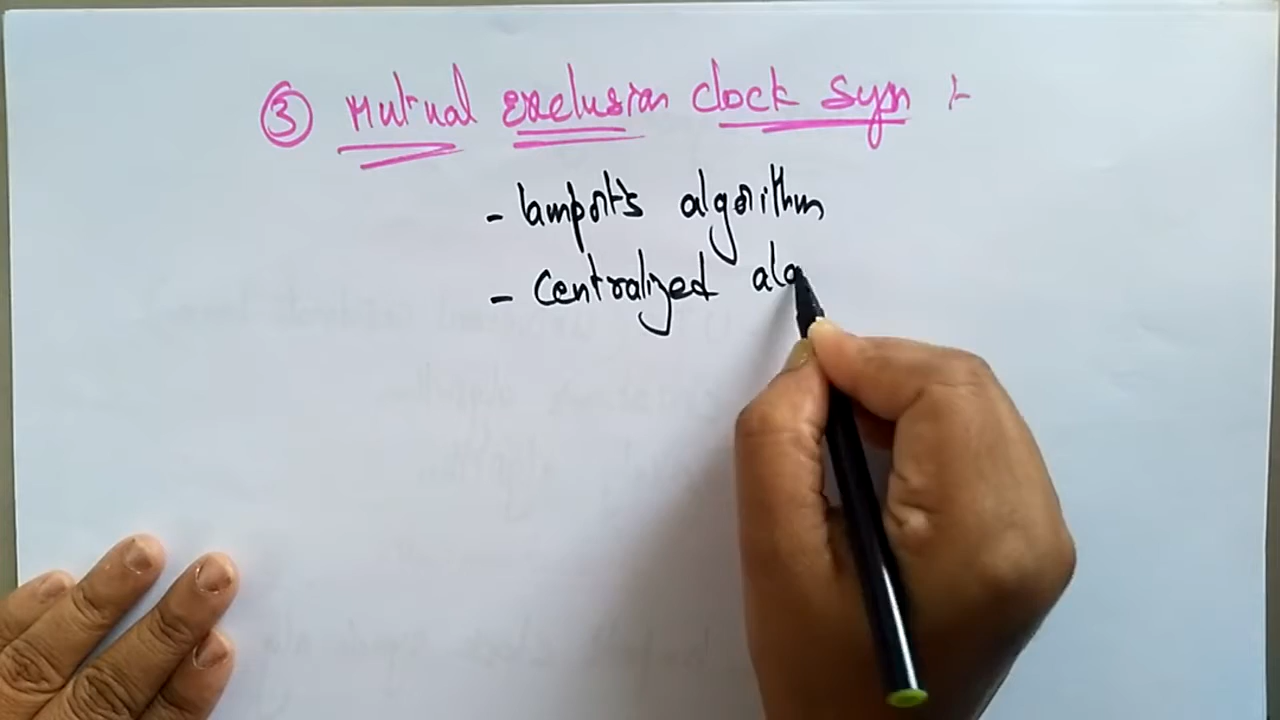 ③ Mutual exclusion clock syn :-
- lamport's algorithm
- Centralized alg